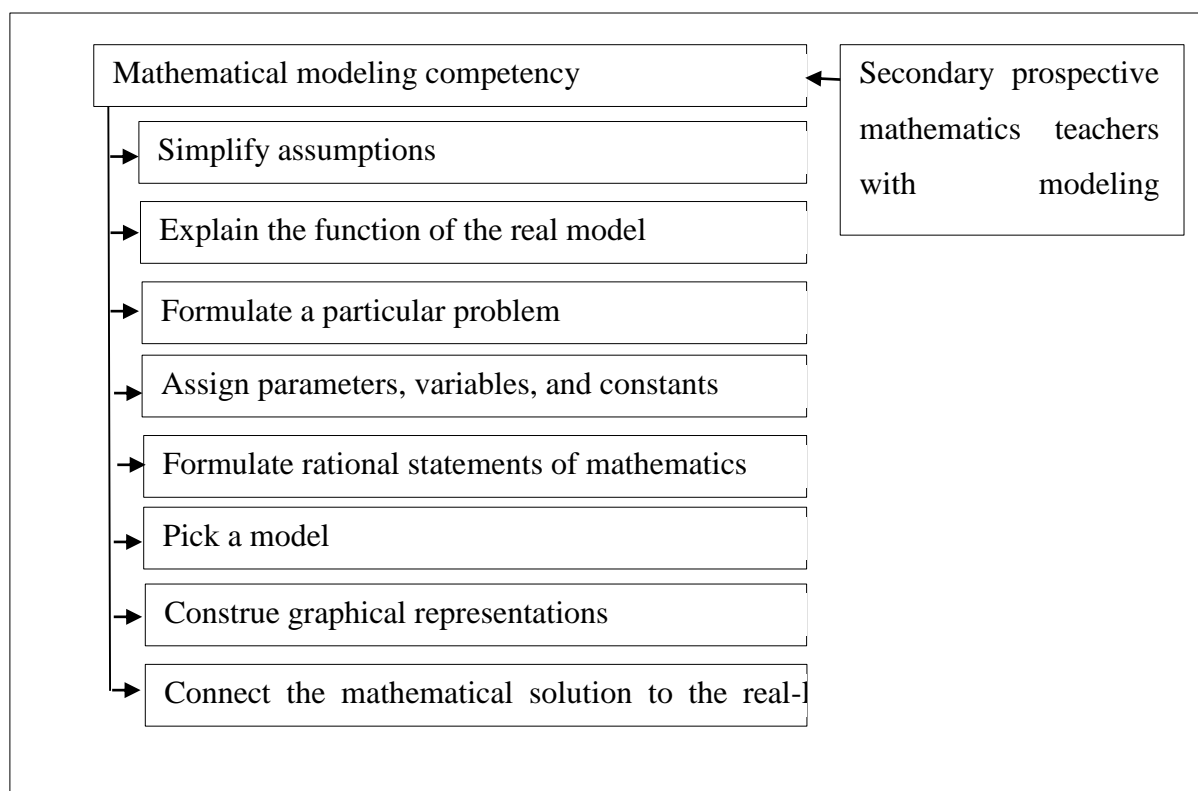 Mathematical modeling competency
Secondary prospective
mathematics teachers
with modeling
Simplify assumptions
Explain the function of the real model
Formulate a particular problem
Assign parameters, variables, and constants
Formulate rational statements of mathematics
Pick a model
Construe graphical representations
Connect the mathematical solution to the real-